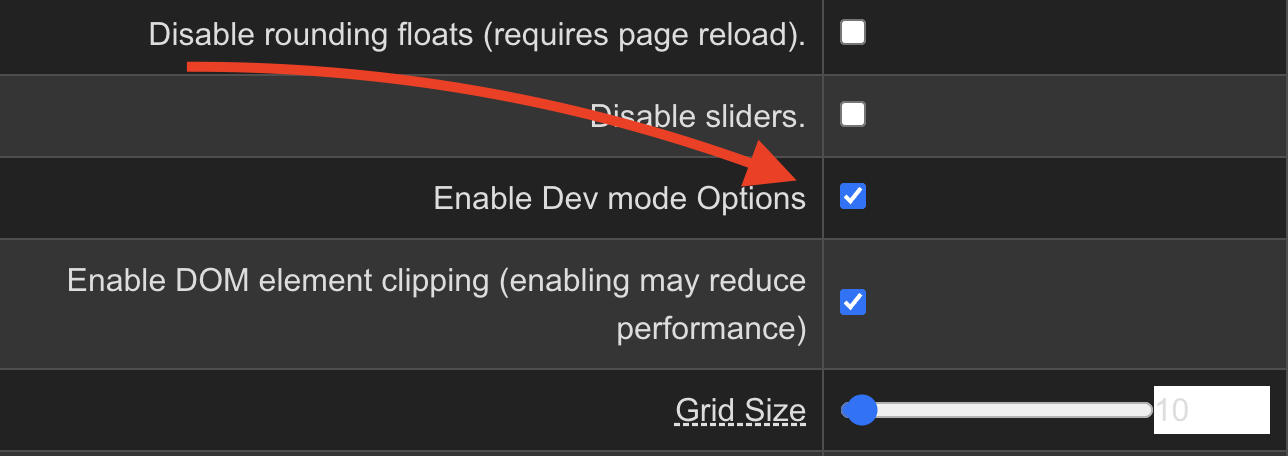 Disable rounding floats (requires page reload).
Disable sliders.
Enable Dev mode Options
Enable DOM element clipping (enabling may reduce
performance)
Grid Size
10